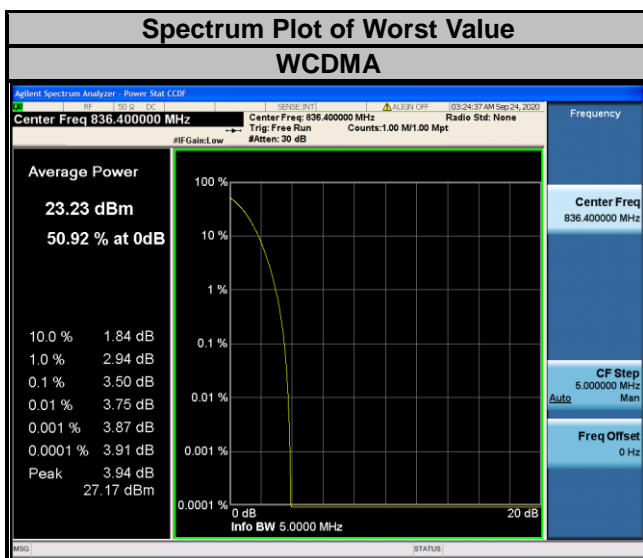 Spectrum Plot of Worst Value
WCDMA
Agilent Spectrum Analyzer - Power Stat CCDF
RF 50 Ω DC SENSE:INT ALIGN OFF 03:24:37 AM Sep 24, 2020
Center Freq 836.400000 MHz
Center Freq: 836.400000 MHz Radio Std: None
Trig: Free Run Counts:1.00 M/1.00 Mpt
#IFGain:Low #Atten: 30 dB
Average Power
23.23 dBm
50.92 % at 0dB
10.0 % 1.84 dB
1.0 % 2.94 dB
0.1 % 3.50 dB
0.01 % 3.75 dB
0.001 % 3.87 dB
0.0001 % 3.91 dB
Peak 3.94 dB
27.17 dBm
100 %
10 %
1 %
0.1 %
0.01 %
0.001 %
0.0001 %
0 dB 20 dB
Info BW 5.0000 MHz
Frequency
Center Freq
836.400000 MHz
CF Step
5.000000 MHz
Auto Man
Freq Offset
0 Hz
MSG STATUS